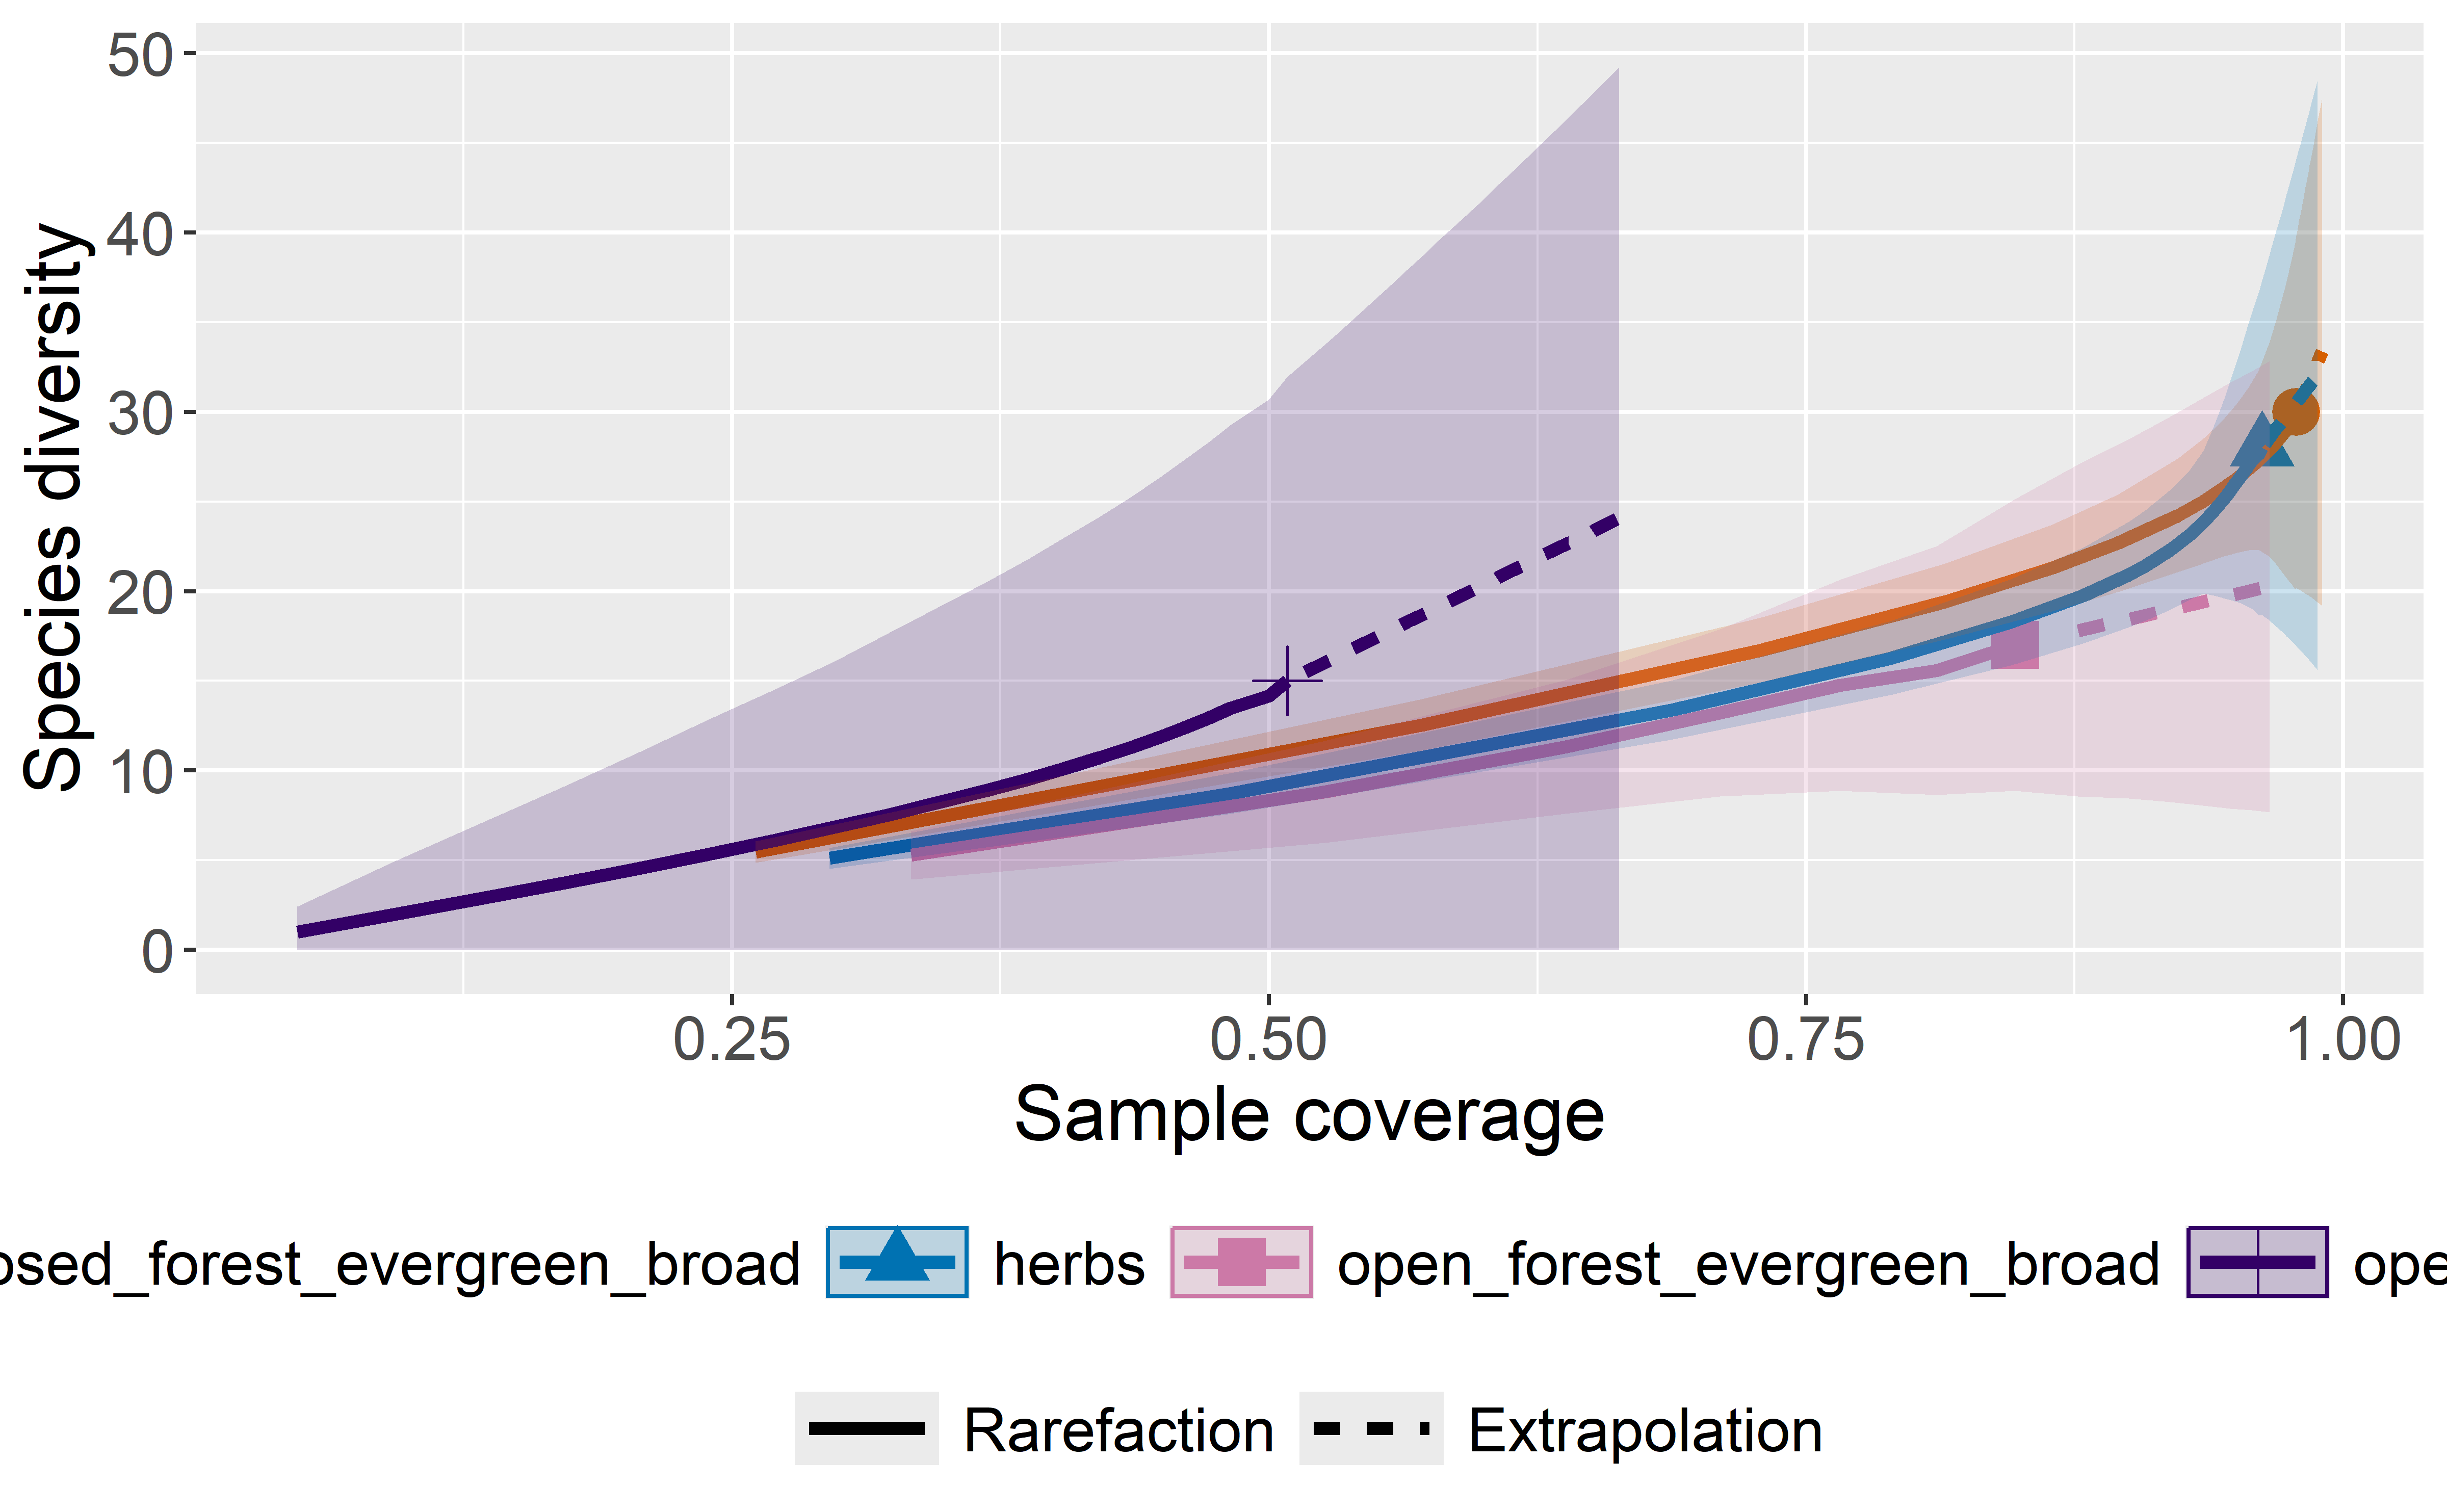 50
40
30
20
10
0
Species diversity
0.25 0.50 0.75 1.00
Sample coverage
osed_forest_evergreen_broad herbs open_forest_evergreen_broad ope
Rarefaction Extrapolation